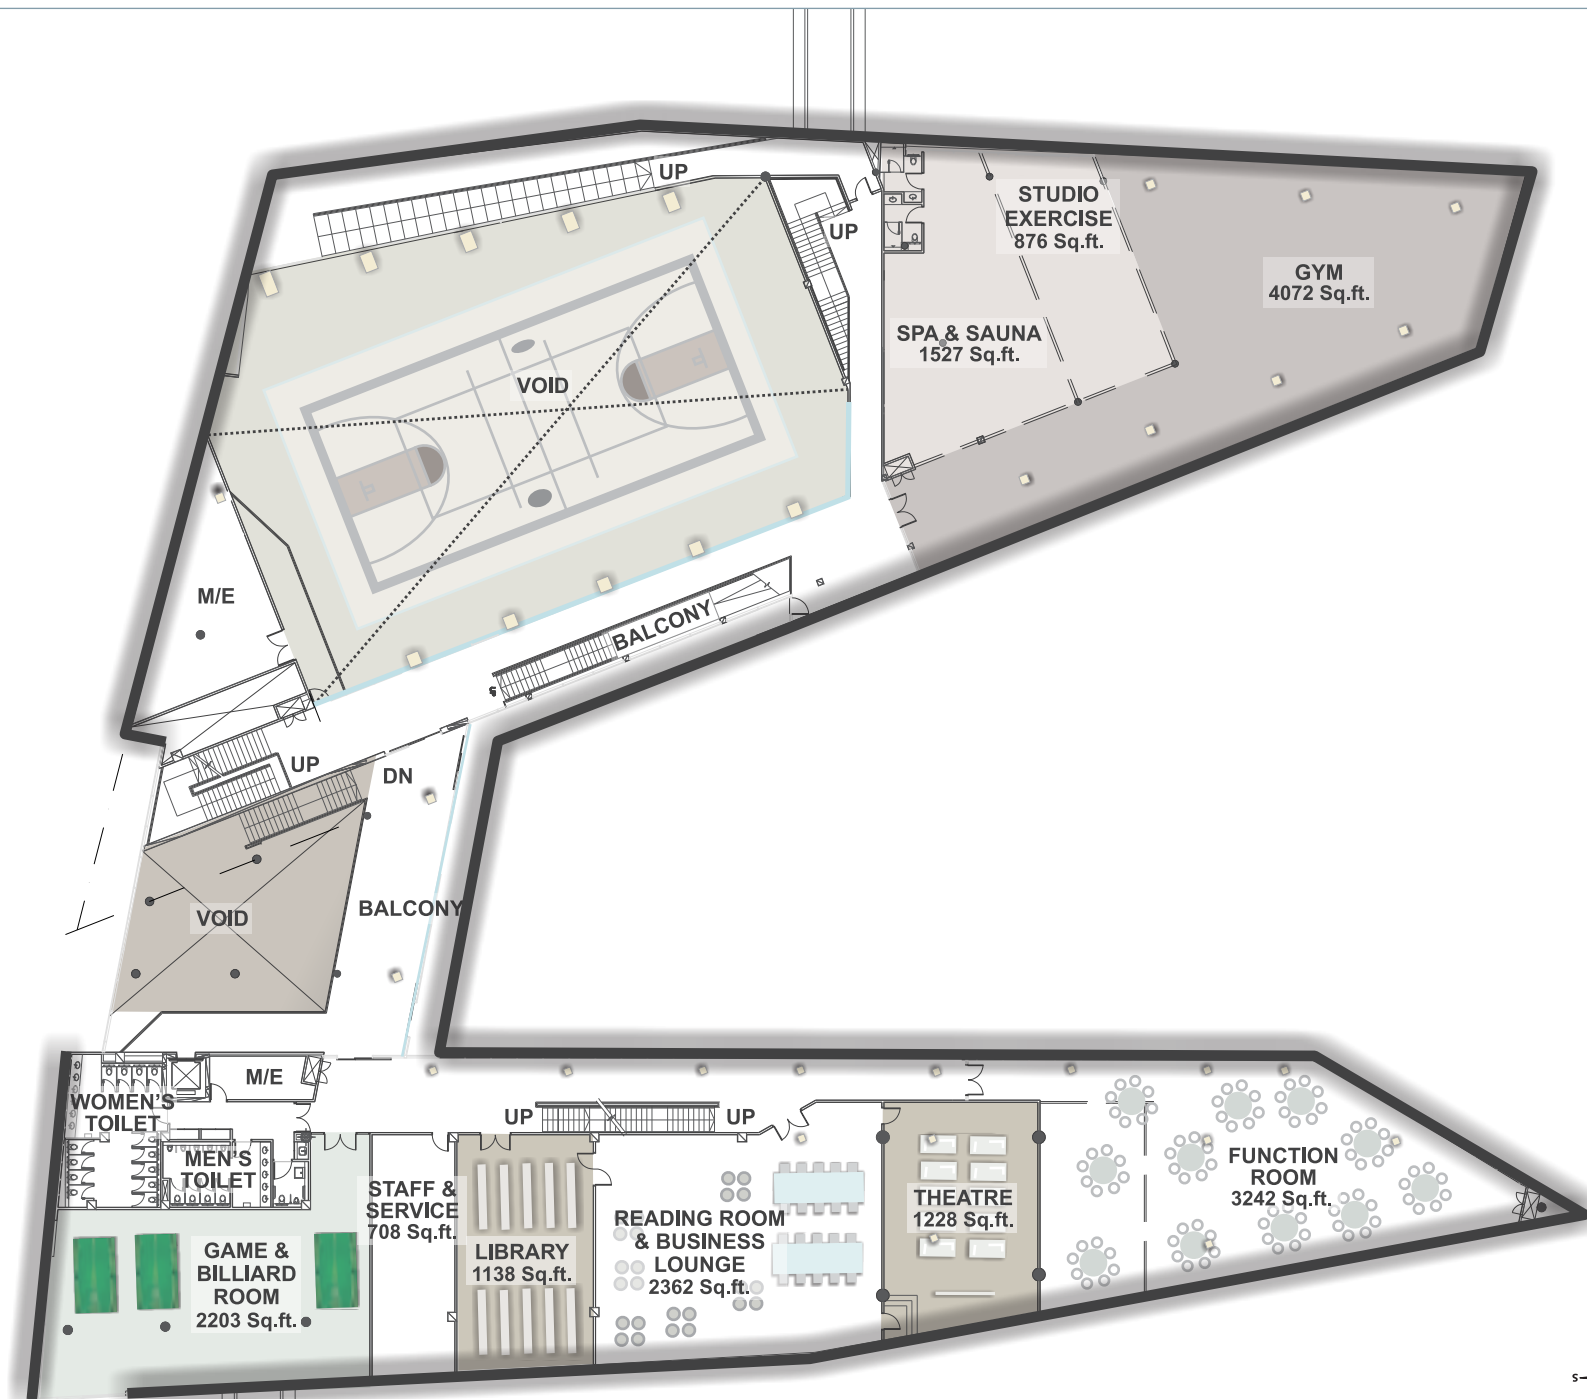 UP
STUDIO
EXERCISE
876 Sq.ft.
UP
GYM
4072 Sq.ft.
SPA & SAUNA
1527 Sq.ft.
VOID
M/E
BALCONY
UP
DN
VOID
BALCONY
M/E
WOMEN'S
TOILET
UP
UP
MEN'S
TOILET
STAFF &
SERVICE
708 Sq.ft.
GAME &
BILLIARD
ROOM
2203 Sq.ft.
LIBRARY
1138 Sq.ft.
READING ROOM
& BUSINESS
LOUNGE
2362 Sq.ft.
THEATRE
1228 Sq.ft.
FUNCTION
ROOM
3242 Sq.ft.